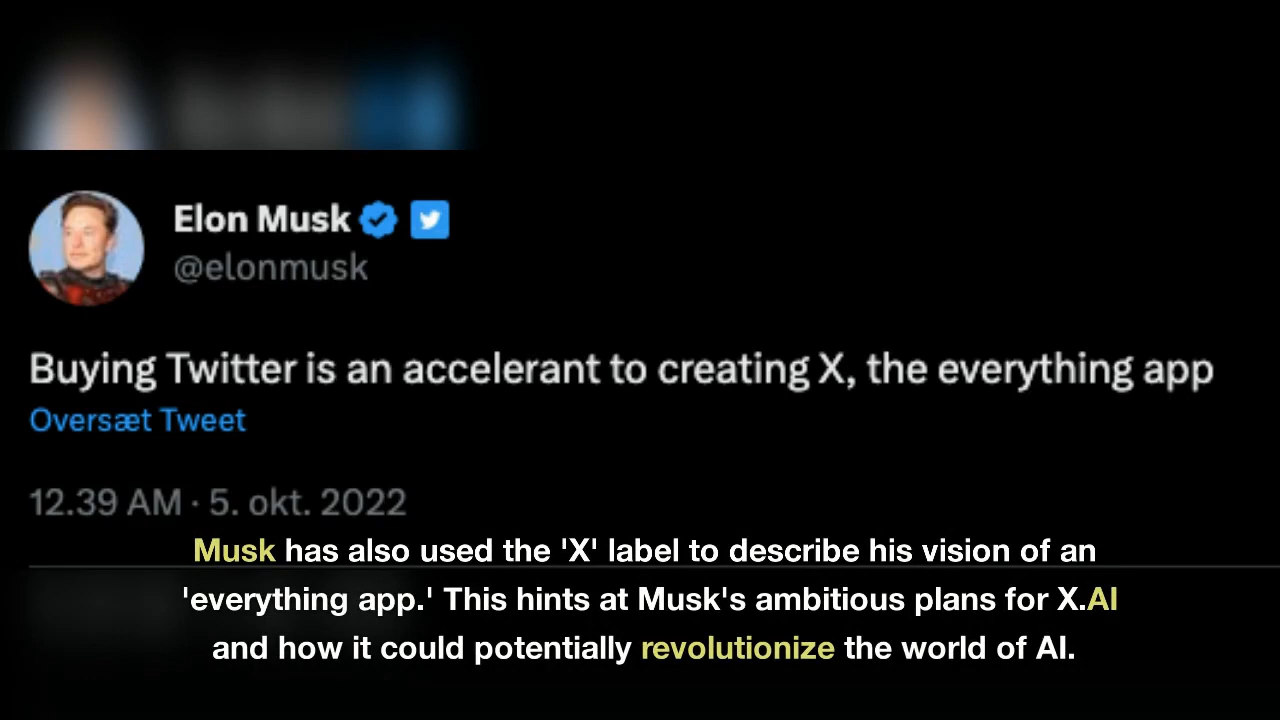 Elon Musk
@elonmusk
Buying Twitter is an accelerant to creating X, the everything app
Oversæt Tweet
12.39 AM · 5. okt. 2022
Musk has also used the 'X' label to describe his vision of an
'everything app.' This hints at Musk's ambitious plans for X.AI
and how it could potentially revolutionize the world of AI.